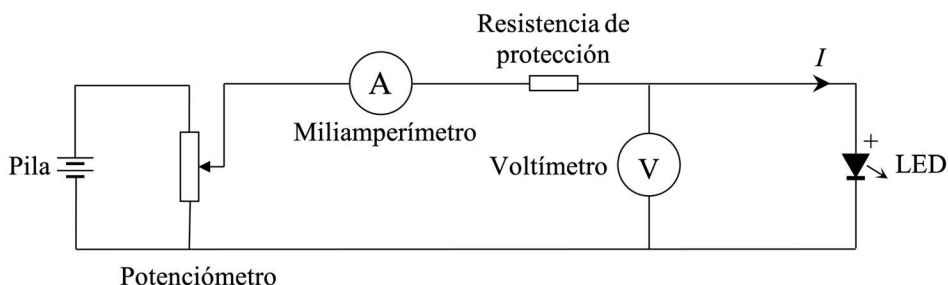 Resistencia de
protección
I
A
Miliamperímetro
Pila
Voltímetro
V
+
LED
Potenciómetro